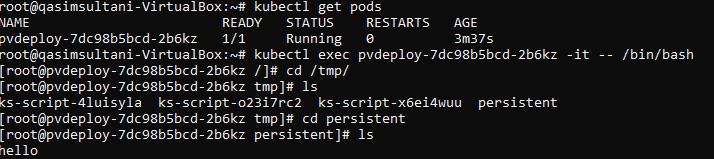 root@qasimsultani-VirtualBox:~# kubectl get pods
NAME READY STATUS RESTARTS AGE
pvdeploy-7dc98b5bcd-2b6kz 1/1 Running 0 3m37s
root@qasimsultani-VirtualBox:~# kubectl exec pvdeploy-7dc98b5bcd-2b6kz -it -- /bin/bash
[root@pvdeploy-7dc98b5bcd-2b6kz /]# cd /tmp/
[root@pvdeploy-7dc98b5bcd-2b6kz tmp]# ls
ks-script-4luisyla ks-script-o23i7rc2 ks-script-x6ei4wuu persistent
[root@pvdeploy-7dc98b5bcd-2b6kz tmp]# cd persistent
[root@pvdeploy-7dc98b5bcd-2b6kz persistent]# ls
hello